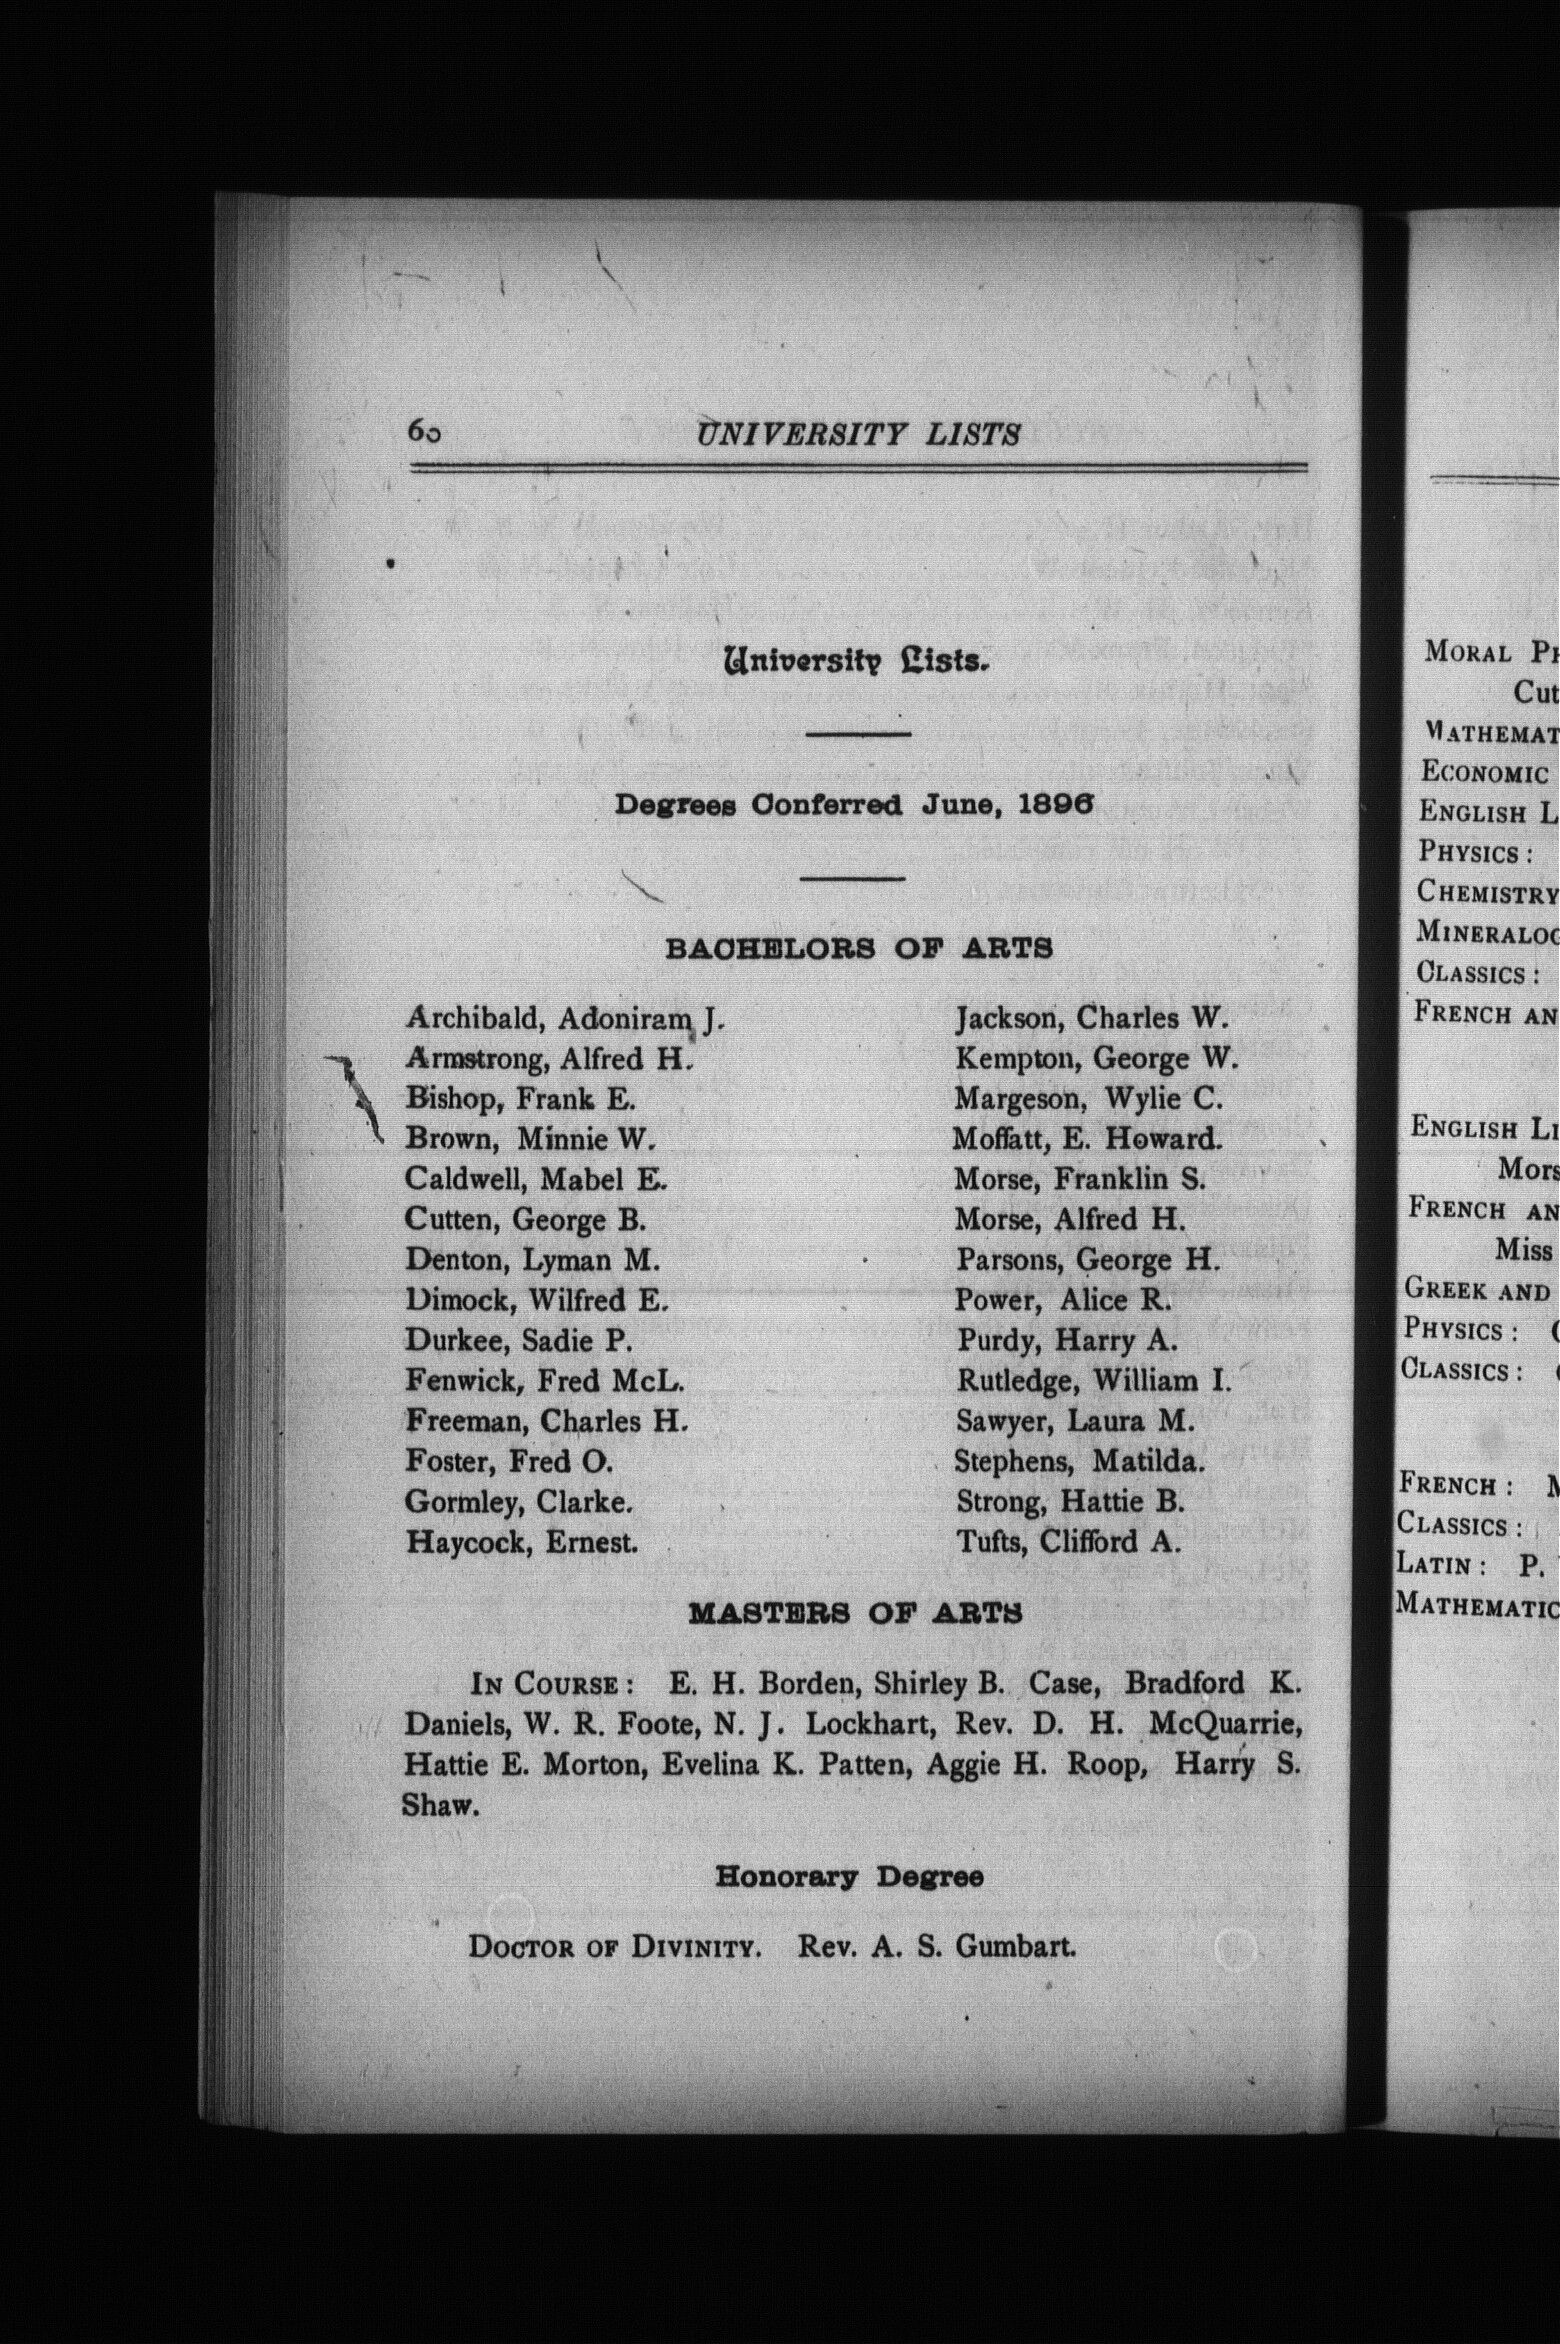 60 UNIVERSITY LISTS
University Lists.
Degrees Conferred June, 1896
BACHELORS OF ARTS
Archibald, Adoniram J.
Armstrong, Alfred H.
Bishop, Frank E.
Brown, Minnie W.
Caldwell, Mabel E.
Cutten, George B.
Denton, Lyman M.
Dimock, Wilfred E.
Durkee, Sadie P.
Fenwick, Fred McL.
Freeman, Charles H.
Foster, Fred O.
Gormley, Clarke.
Haycock, Ernest.
Jackson, Charles W.
Kempton, George W.
Margeson, Wylie C.
Moffatt, E. Howard.
Morse, Franklin S.
Morse, Alfred H.
Parsons, George H.
Power, Alice R.
Purdy, Harry A.
Rutledge, William I.
Sawyer, Laura M.
Stephens, Matilda.
Strong, Hattie B.
Tufts, Clifford A.
MASTERS OF ARTS
IN COURSE: E. H. Borden, Shirley B. Case, Bradford K.
Daniels, W. R. Foote, N. J. Lockhart, Rev. D. H. McQuarrie,
Hattie E. Morton, Evelina K. Patten, Aggie H. Roop, Harry S.
Shaw.
Honorary Degree
DOCTOR OF DIVINITY. Rev. A. S. Gumbart.
MORAL
ECONOMIC
ENGLISH
PHYSICS:
CHEMISTRY
CLASSICS:
FRENCH
ENGLISH
FRENCH
Miss
GREEK AND
PHYSICS:
CLASSICS:
FRENCH:
CLASSICS:
LATIN: P.